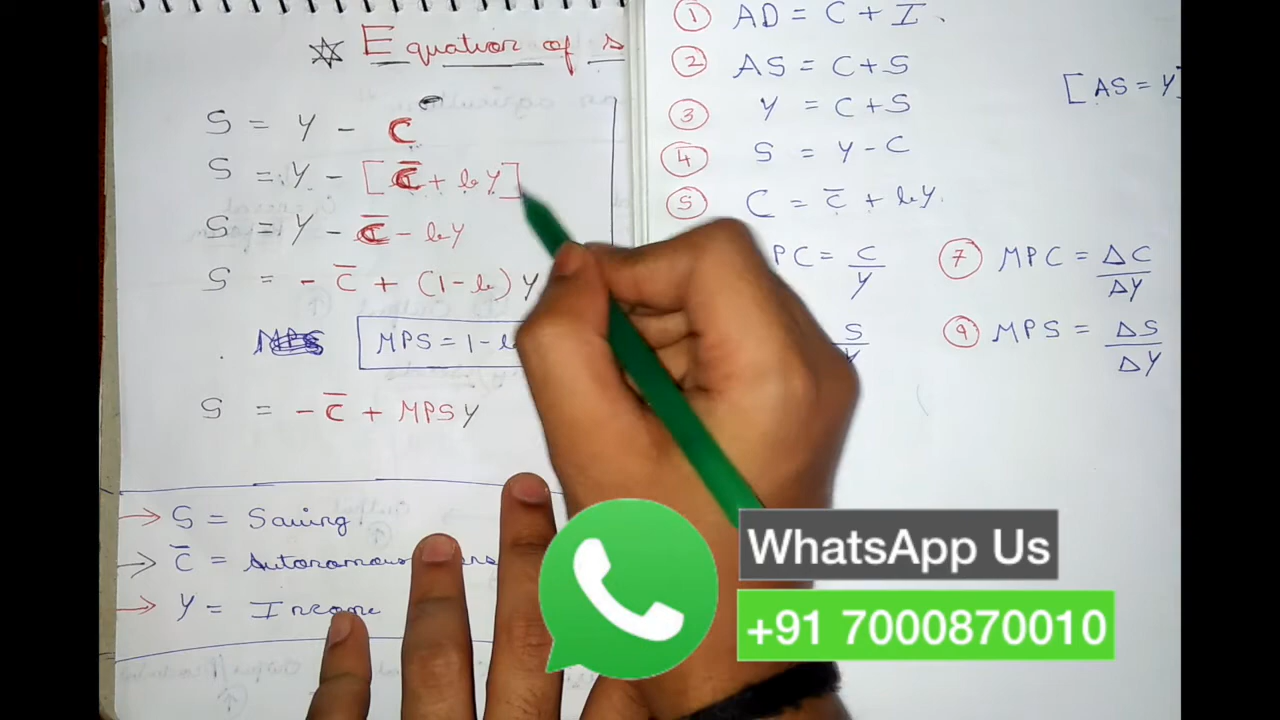 Equation of s
S = Y - C
S = Y - [C̅ + bY]
S = Y - C̅ - bY
S = - C̅ + (1-b) Y
MPS = 1-b
S = - C̅ + MPS Y
S = Saving
C̅ = Autonomous
Y = Income
① AD = C + I.
② AS = C+S
[AS = Y
③ Y = C+S
④ S = Y-C
⑤ C = C̅ + bY.
PC = C/Y
⑦ MPC = ΔC/ΔY
S/Y
⑨ MPS = ΔS/ΔY
WhatsApp Us
+91 7000870010